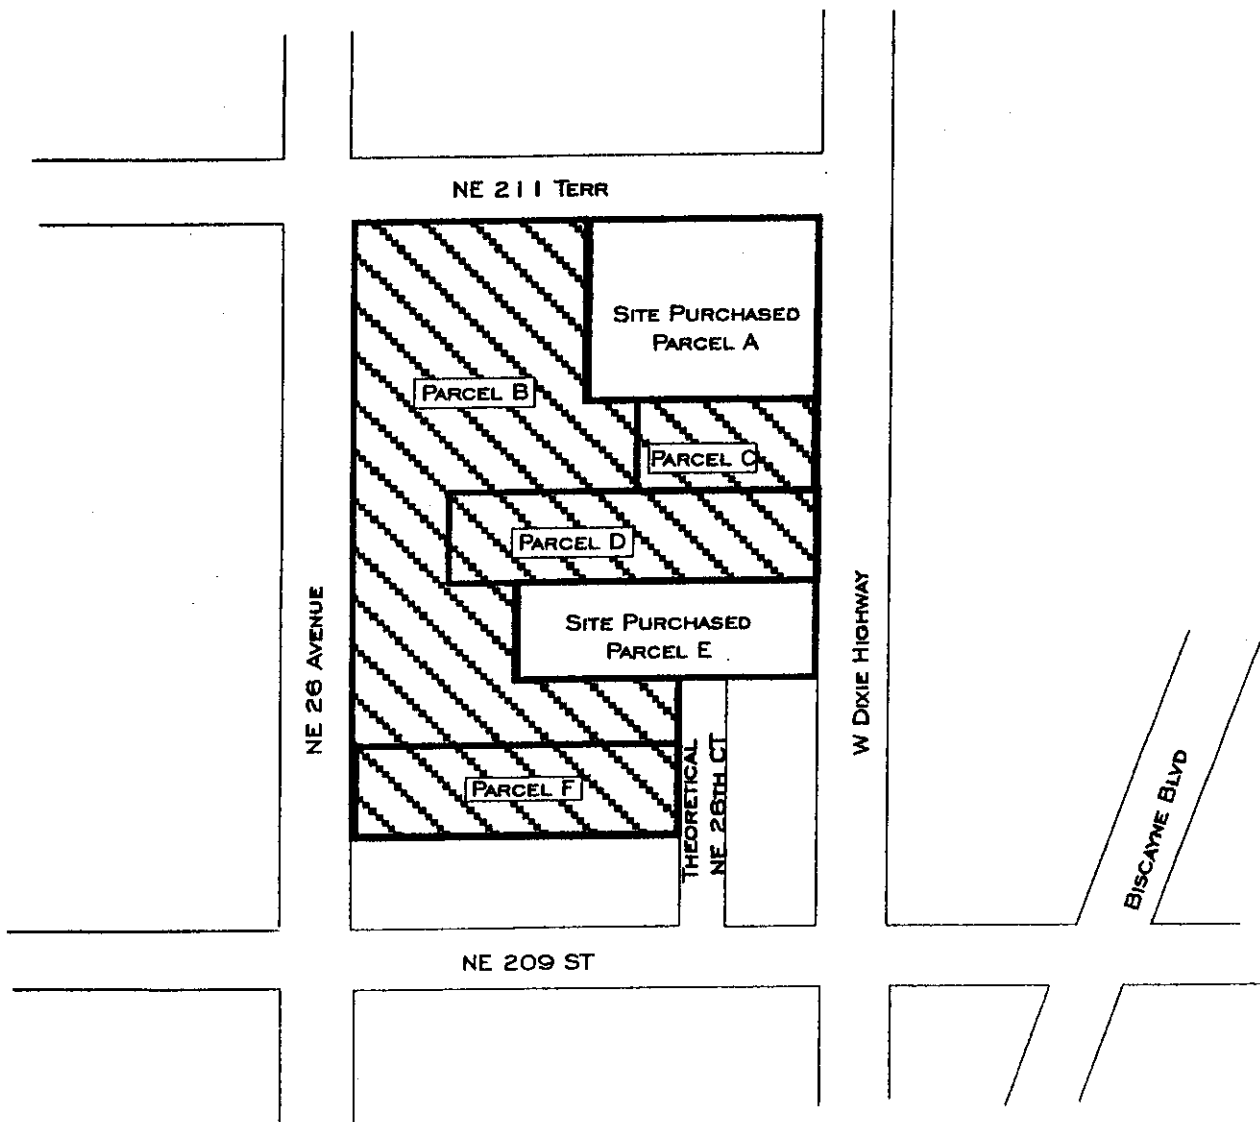 NE 211 TERR
SITE PURCHASED
PARCEL A
PARCEL B
PARCEL C
PARCEL D
SITE PURCHASED
PARCEL E
NE 26 AVENUE
W DIXIE HIGHWAY
PARCEL F
THEORETICAL
NE 26TH CT
BISCAYNE BLVD
NE 209 ST